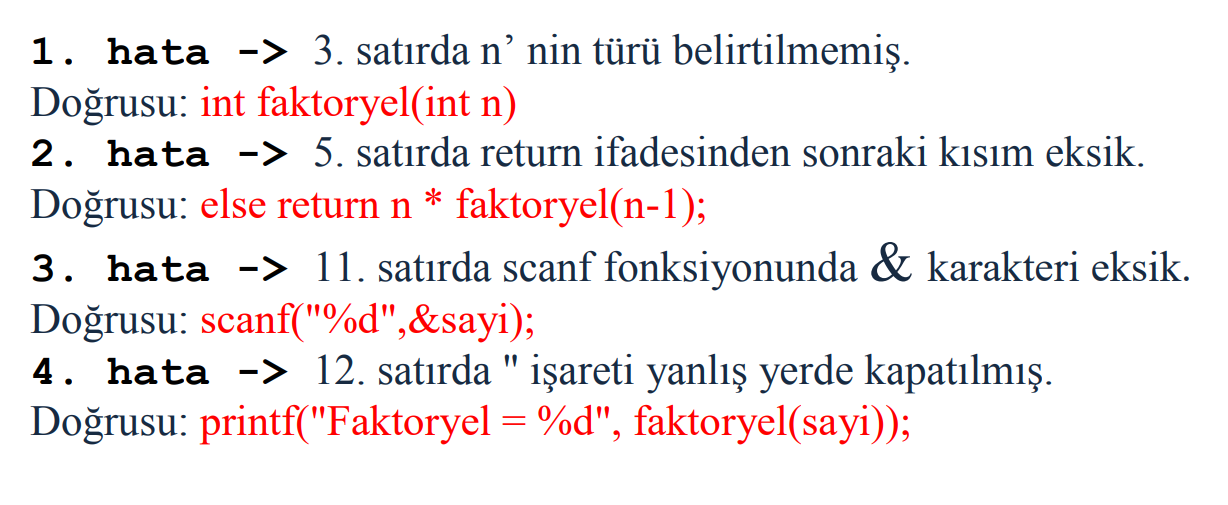 1. hata -> 3. satırda n’ nin türü belirtilmemiş.
Doğrusu: int faktoryel(int n)
2. hata -> 5. satırda return ifadesinden sonraki kısım eksik.
Doğrusu: else return n * faktoryel(n-1);
3. hata -> 11. satırda scanf fonksiyonunda & karakteri eksik.
Doğrusu: scanf("%d",&sayi);
4. hata -> 12. satırda " işareti yanlış yerde kapatılmış.
Doğrusu: printf("Faktoryel = %d", faktoryel(sayi));